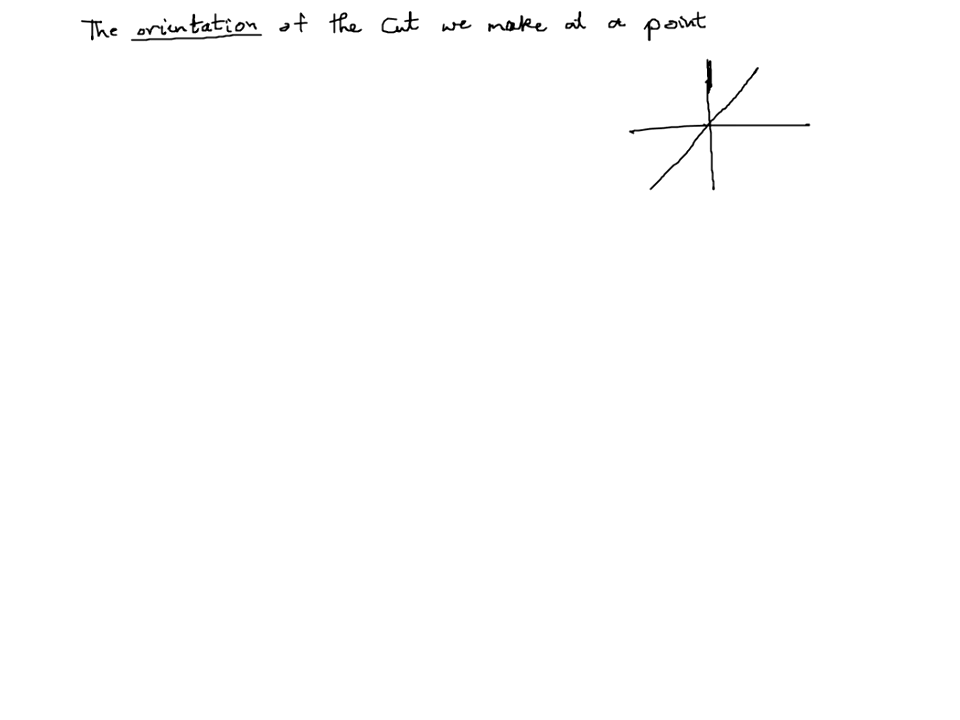 The orientation of the cut we make at a point